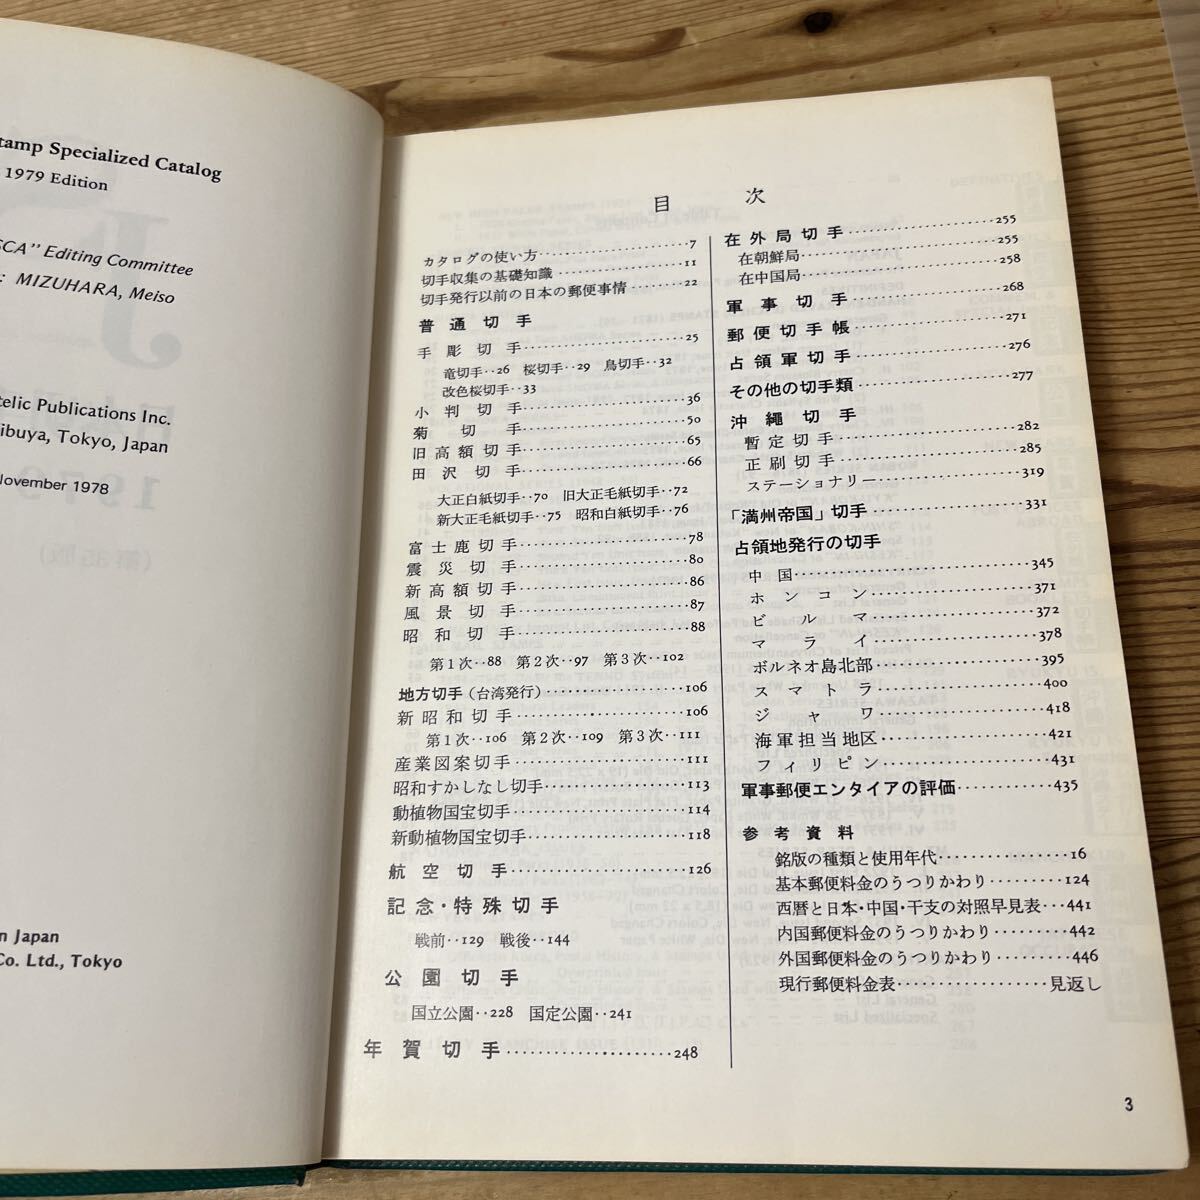 tamp Specialized Catalog
1979 Edition
SCA" Editing Committee
: MIZUHARA, Meiso
telic Publications Inc.
ibuya, Tokyo, Japan
November 1978
n Japan
Co. Ltd., Tokyo
目 次
カタログの使い方‥‥‥‥‥7
切手収集の基礎知識‥‥‥‥‥11
切手発行以前の日本の郵便事情‥‥‥22
普通切手
手彫切手‥‥‥‥‥25
竜切手‥26 桜切手‥29 鳥切手‥32
改色桜切手‥33
小判切手‥‥‥‥‥36
菊切手‥‥‥‥‥50
旧高額切手‥‥‥‥‥65
田沢切手‥‥‥‥‥66
大正白紙切手‥70 旧大正毛紙切手‥72
新大正毛紙切手‥75 昭和白紙切手‥76
富士鹿切手‥‥‥‥‥78
震災切手‥‥‥‥‥80
新高額切手‥‥‥‥‥86
風景切手‥‥‥‥‥87
昭和切手‥‥‥‥‥88
第1次‥88 第2次‥97 第3次‥102
地方切手(台湾発行)‥‥‥‥‥106
新昭和切手‥‥‥‥‥106
第1次‥106 第2次‥109 第3次‥111
産業図案切手‥‥‥‥‥111
昭和すかしなし切手‥‥‥‥‥113
動植物国宝切手‥‥‥‥‥114
新動植物国宝切手‥‥‥‥‥118
航空切手‥‥‥‥‥126
記念・特殊切手
戦前‥129 戦後‥144
公園切手
国立公園‥228 国定公園‥241
年賀切手‥‥‥‥‥248
在外局切手‥‥‥‥‥255
在朝鮮局‥‥‥‥‥255
在中国局‥‥‥‥‥258
軍事切手‥‥‥‥‥268
郵便切手帳‥‥‥‥‥271
占領軍切手‥‥‥‥‥276
その他の切手類‥‥‥‥‥277
沖縄切手
暫定切手‥‥‥‥‥282
正刷切手‥‥‥‥‥285
ステーショナリー‥‥‥‥‥319
「満州帝国」切手‥‥‥‥‥331
占領地発行の切手
中国‥‥‥‥‥345
ホンコン‥‥‥‥‥371
ビルマ‥‥‥‥‥372
マライ‥‥‥‥‥378
ボルネオ島北部‥‥‥‥‥395
スマトラ‥‥‥‥‥400
ジャワ‥‥‥‥‥418
海軍担当地区‥‥‥‥‥421
フィリピン‥‥‥‥‥431
軍事郵便エンタイアの評価‥‥‥‥‥435
参考資料
銘版の種類と使用年代‥‥‥‥‥16
基本郵便料金のうつりかわり‥‥‥‥‥124
西暦と日本・中国・干支の対照早見表‥‥441
内国郵便料金のうつりかわり‥‥‥‥‥442
外国郵便料金のうつりかわり‥‥‥‥‥446
現行郵便料金表‥‥‥‥‥見返し
3